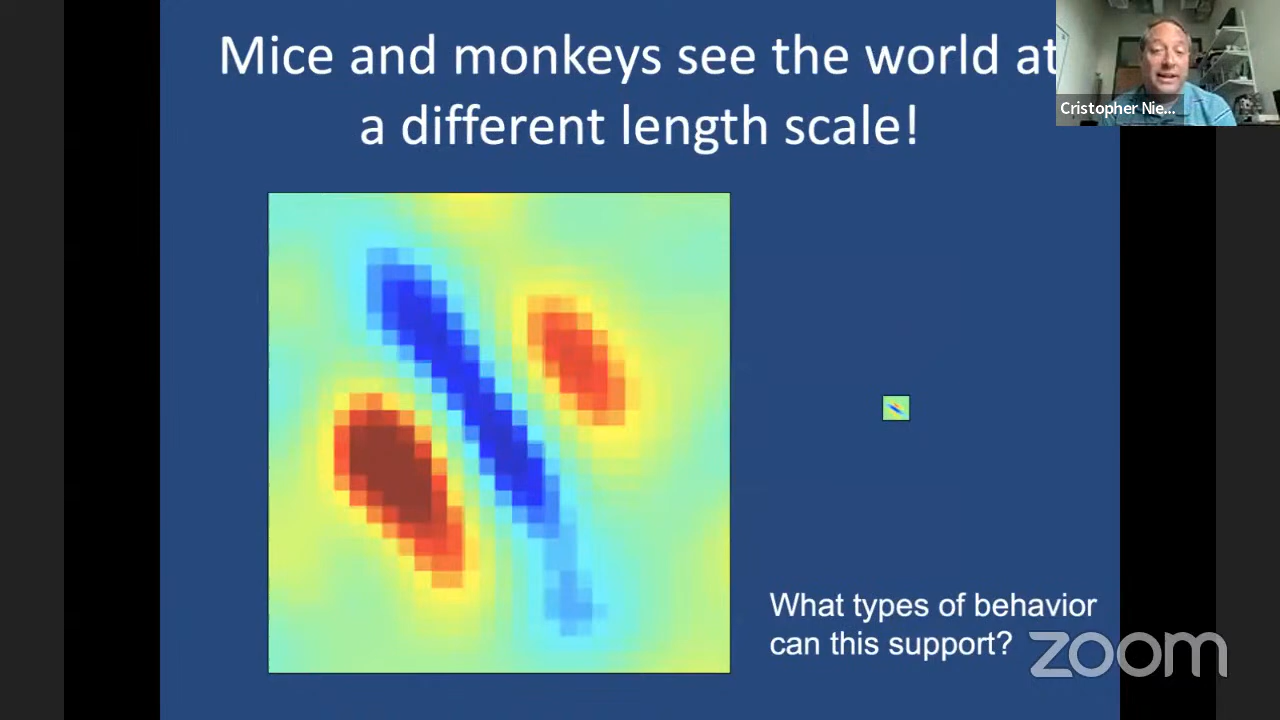 Mice and monkeys see the world at
a different length scale!
Cristopher Nie...
What types of behavior
can this support?
zoom